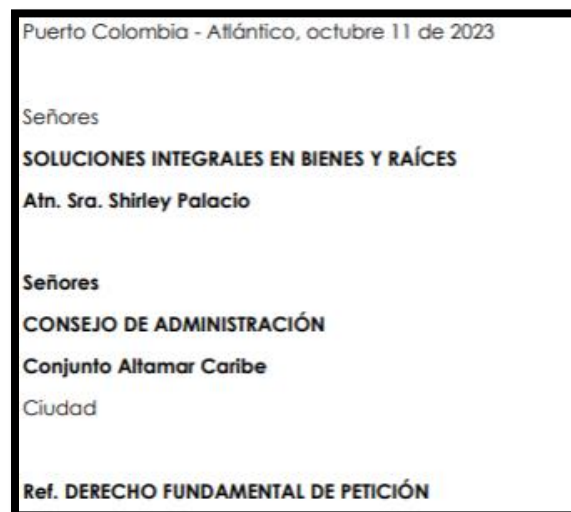 Puerto Colombia - Atlántico, octubre 11 de 2023
Señores
SOLUCIONES INTEGRALES EN BIENES Y RAÍCES
Atn. Sra. Shirley Palacio
Señores
CONSEJO DE ADMINISTRACIÓN
Conjunto Altamar Caribe
Ciudad
Ref. DERECHO FUNDAMENTAL DE PETICIÓN